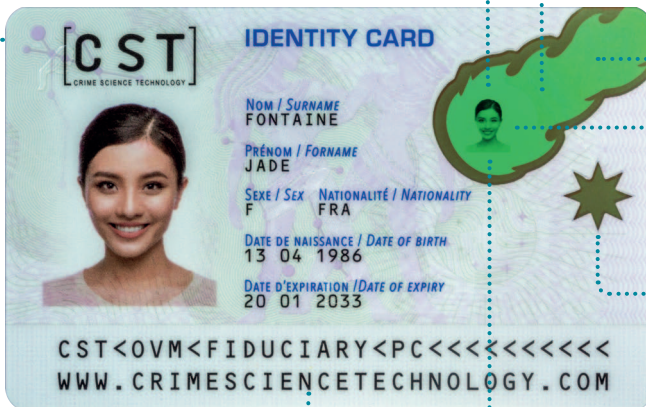 [CST]
CRIME SCIENCE TECHNOLOGY
IDENTITY CARD
NOM / SURNAME
FONTAINE
PRÉNOM / FORNAME
JADE
SEXE / SEX NATIONALITÉ / NATIONALITY
F FRA
DATE DE NAISSANCE / DATE OF BIRTH
13 04 1986
DATE D'EXPIRATION /DATE OF EXPIRY
20 01 2033
CST<OVM<FIDUCIARY<PC<<<<<<<<<<
WWW.CRIMESCIENCETECHNOLOGY.COM